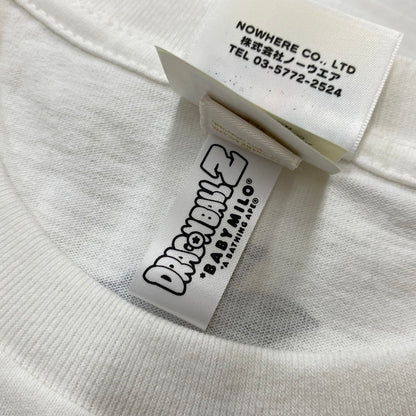 NOWHERE CO., LTD
株式会社ノーウエア
TEL 03-5772-2524
DRAGONBALL Z
*BABY MILO®
*A BATHING APE®